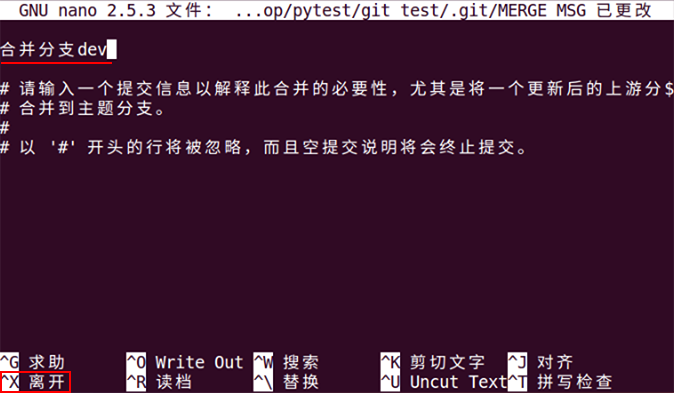 GNU nano 2.5.3 文件： ...op/pytest/git test/.git/MERGE MSG 已更改
合并分支dev
# 请输入一个提交信息以解释此合并的必要性，尤其是将一个更新后的上游分$
# 合并到主题分支。
#
# 以 '#' 开头的行将被忽略，而且空提交说明将会终止提交。
^G 求助 ^O Write Out ^W 搜索 ^K 剪切文字 ^J 对齐
^X 离开 ^R 读档 ^\ 替换 ^U Uncut Text ^T 拼写检查